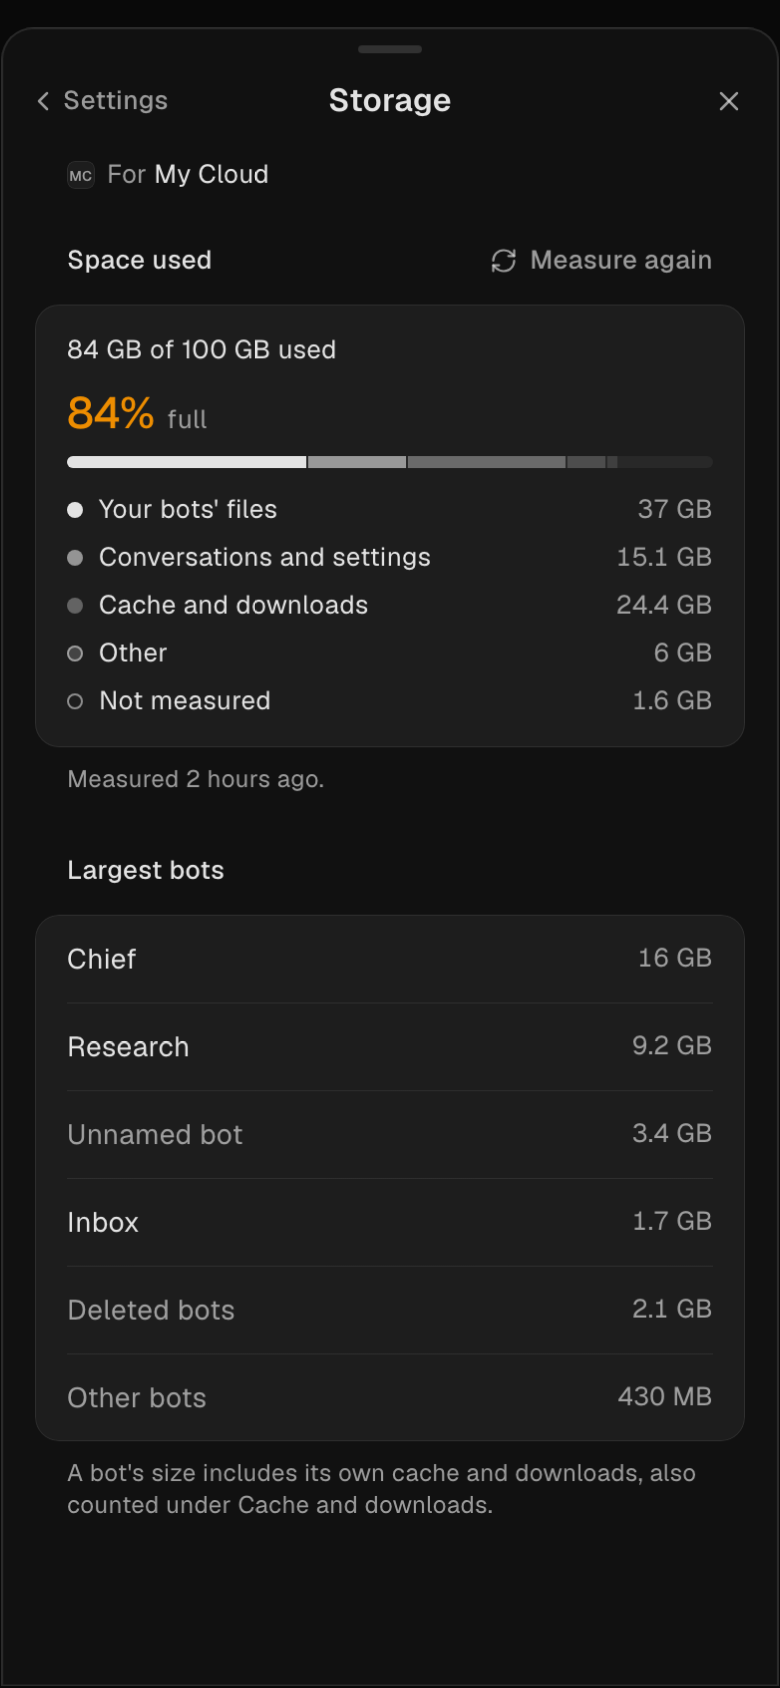 Settings
Storage
MC For My Cloud
Space used
Measure again
84 GB of 100 GB used
84% full
Your bots' files 37 GB
Conversations and settings 15.1 GB
Cache and downloads 24.4 GB
Other 6 GB
Not measured 1.6 GB
Measured 2 hours ago.
Largest bots
Chief 16 GB
Research 9.2 GB
Unnamed bot 3.4 GB
Inbox 1.7 GB
Deleted bots 2.1 GB
Other bots 430 MB
A bot's size includes its own cache and downloads, also
counted under Cache and downloads.